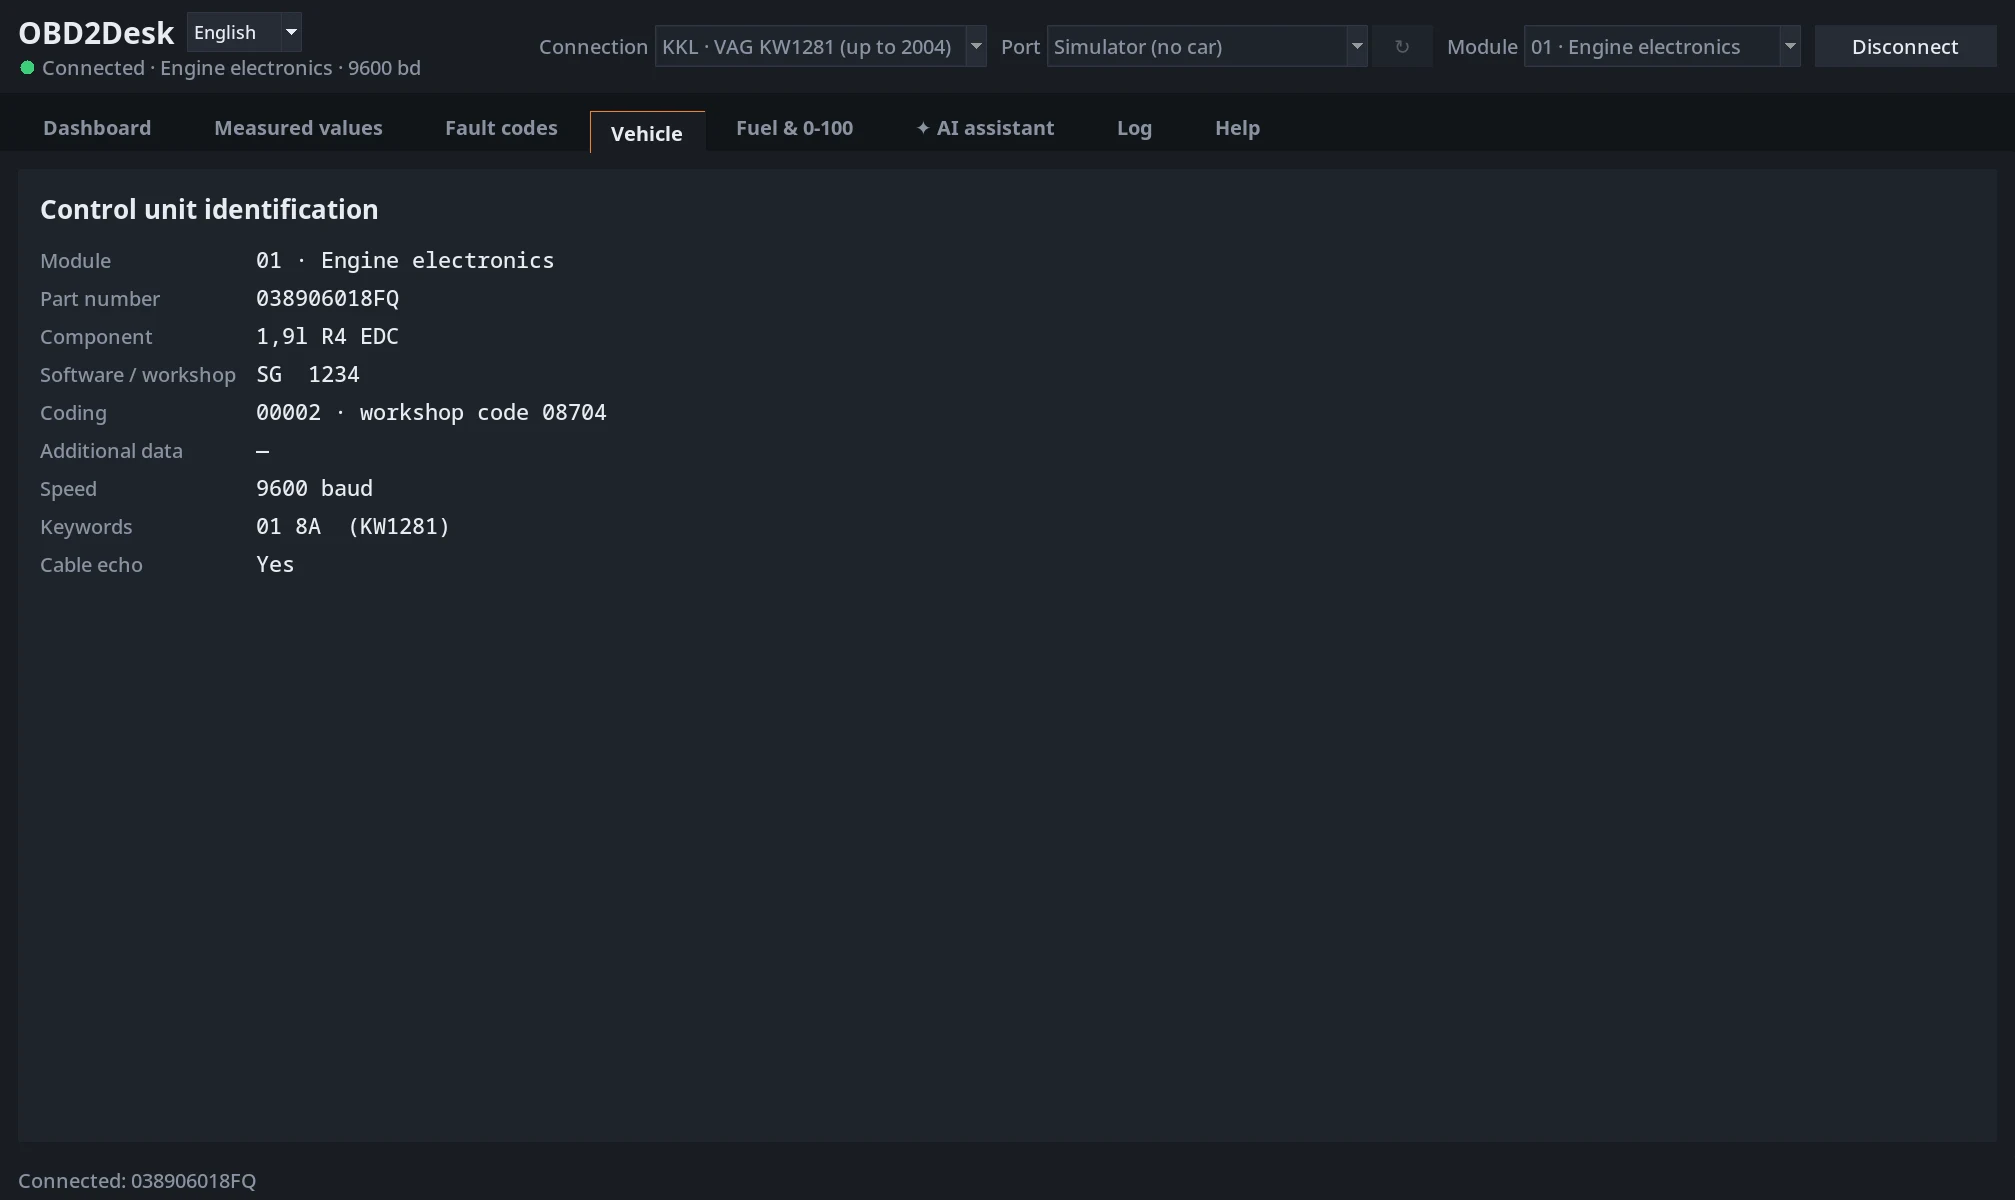 OBD2Desk English
Connected · Engine electronics · 9600 bd
Connection KKL · VAG KW1281 (up to 2004) Port Simulator (no car) ↻ Module 01 · Engine electronics Disconnect
Dashboard Measured values Fault codes Vehicle Fuel & 0-100 ✦ AI assistant Log Help
Control unit identification
Module 01 · Engine electronics
Part number 038906018FQ
Component 1,9l R4 EDC
Software / workshop SG  1234
Coding 00002 · workshop code 08704
Additional data —
Speed 9600 baud
Keywords 01 8A  (KW1281)
Cable echo Yes
Connected: 038906018FQ